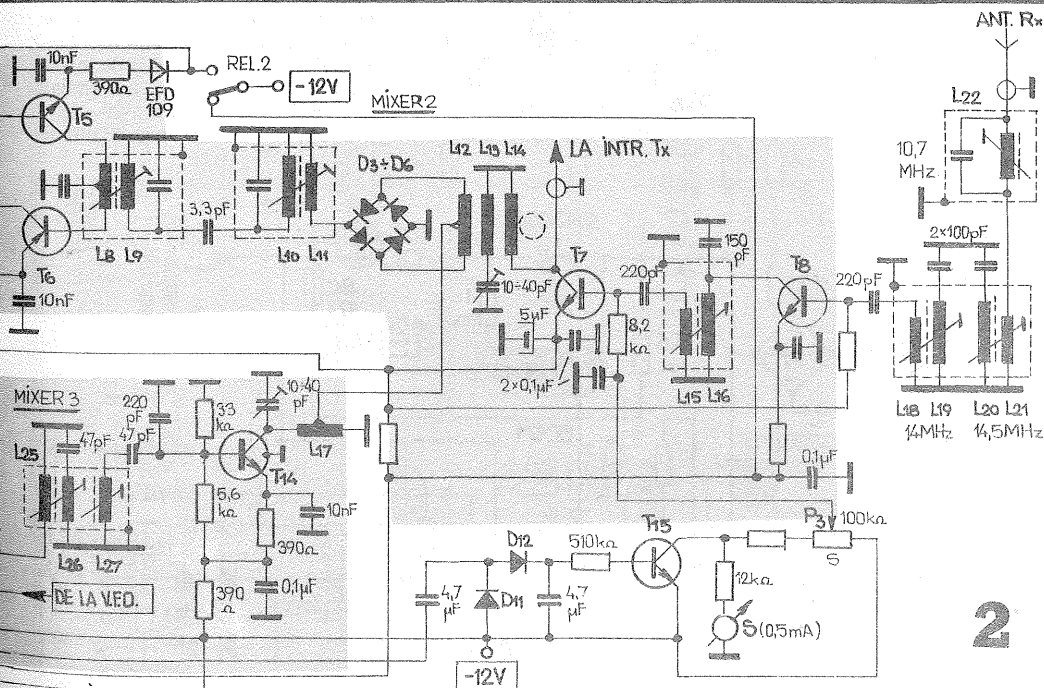 ANT. Rx
10nF
390Ω
EFD
109
REL.2
-12V
MIXER2
L22
10,7
MHz
T5
L12 L13 L14
LA INTR. Tx
D3÷D6
3,3pF
L8 L9
L10 L11
T6
10nF
T7
10÷40pF
5µF
220pF
8,2
kΩ
2×0,1µF
150
pF
T8
220pF
2×100pF
L15 L16
L18 L19 L20 L21
14MHz 14,5MHz
MIXER 3
L25
47pF
220
pF
47pF
33
kΩ
10÷40
pF
L17
T14
5,6
kΩ
10nF
390Ω
0,1µF
L26 L27
DE LA V.F.O.
390
Ω
0,1µF
P3 100kΩ
S
T15
D12
510kΩ
4,7
µF
D11
4,7
µF
12kΩ
S(0,5mA)
-12V
2